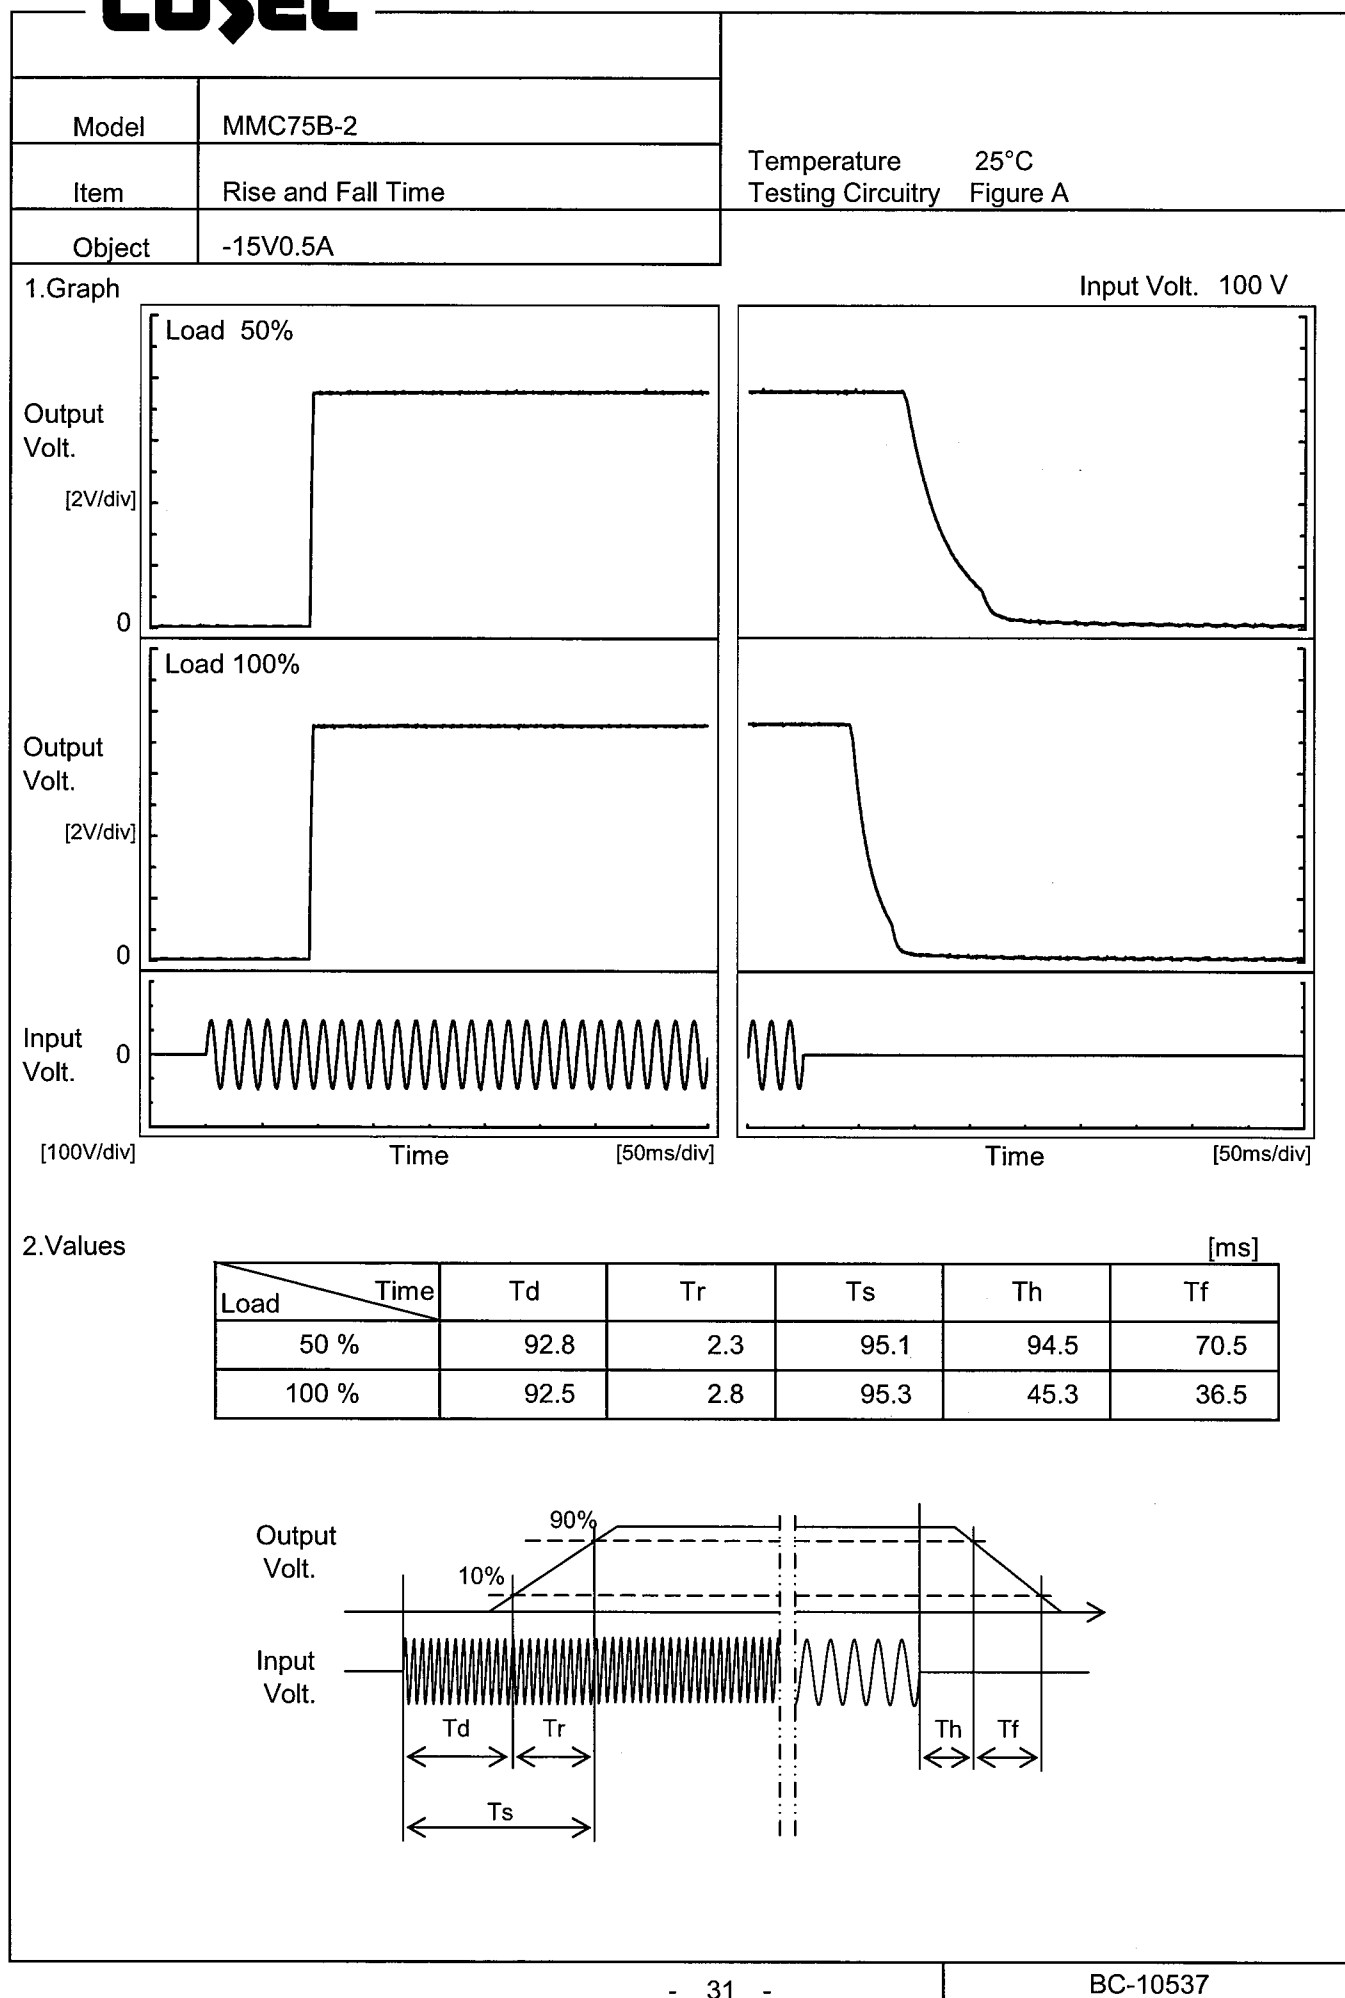 COSEL
Model MMC75B-2
Item Rise and Fall Time
Object -15V0.5A
Temperature 25°C
Testing Circuitry Figure A
1.Graph
Input Volt. 100 V
Load 50%
Output
Volt.
[2V/div]
0
Load 100%
Output
Volt.
[2V/div]
0
Input
Volt.
0
[100V/div] Time [50ms/div] Time [50ms/div]
2.Values
[ms]
Time
Load Td Tr Ts Th Tf
50 % 92.8 2.3 95.1 94.5 70.5
100 % 92.5 2.8 95.3 45.3 36.5
90%
Output
Volt.
10%
Input
Volt.
Td Tr Th Tf
Ts
- 31 -
BC-10537